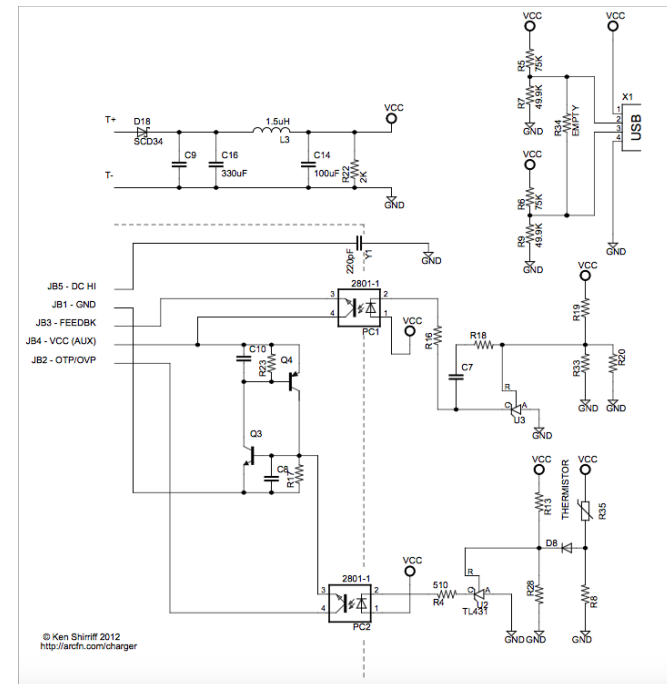 VCC
VCC
R5
75K
X1
R7
49.9K
1
2
3
4
USB
R34
EMPTY
GND
VCC
R6
75K
R9
49.9K
GND
GND
T+
D18
SCD34
1.5uH
L3
VCC
C9
C16
330uF
C14
100uF
R22
2K
T-
GND
220pF
Y1
GND
JB5 - DC HI
JB1 - GND
JB3 - FEEDBK
JB4 - VCC (AUX)
JB2 - OTP/OVP
2801-1
3
2
4
1
PC1
VCC
R16
R18
C7
R
C
A
U3
GND
VCC
R19
R33
R20
GND
GND
C10
R23
Q4
Q3
C8
R17
VCC
VCC
R13
THERMISTOR
R35
D8
R28
R8
GND
GND
2801-1
3
2
4
1
PC2
VCC
510
R4
R
C
A
U2
TL431
GND
© Ken Shirriff 2012
http://arcfn.com/charger